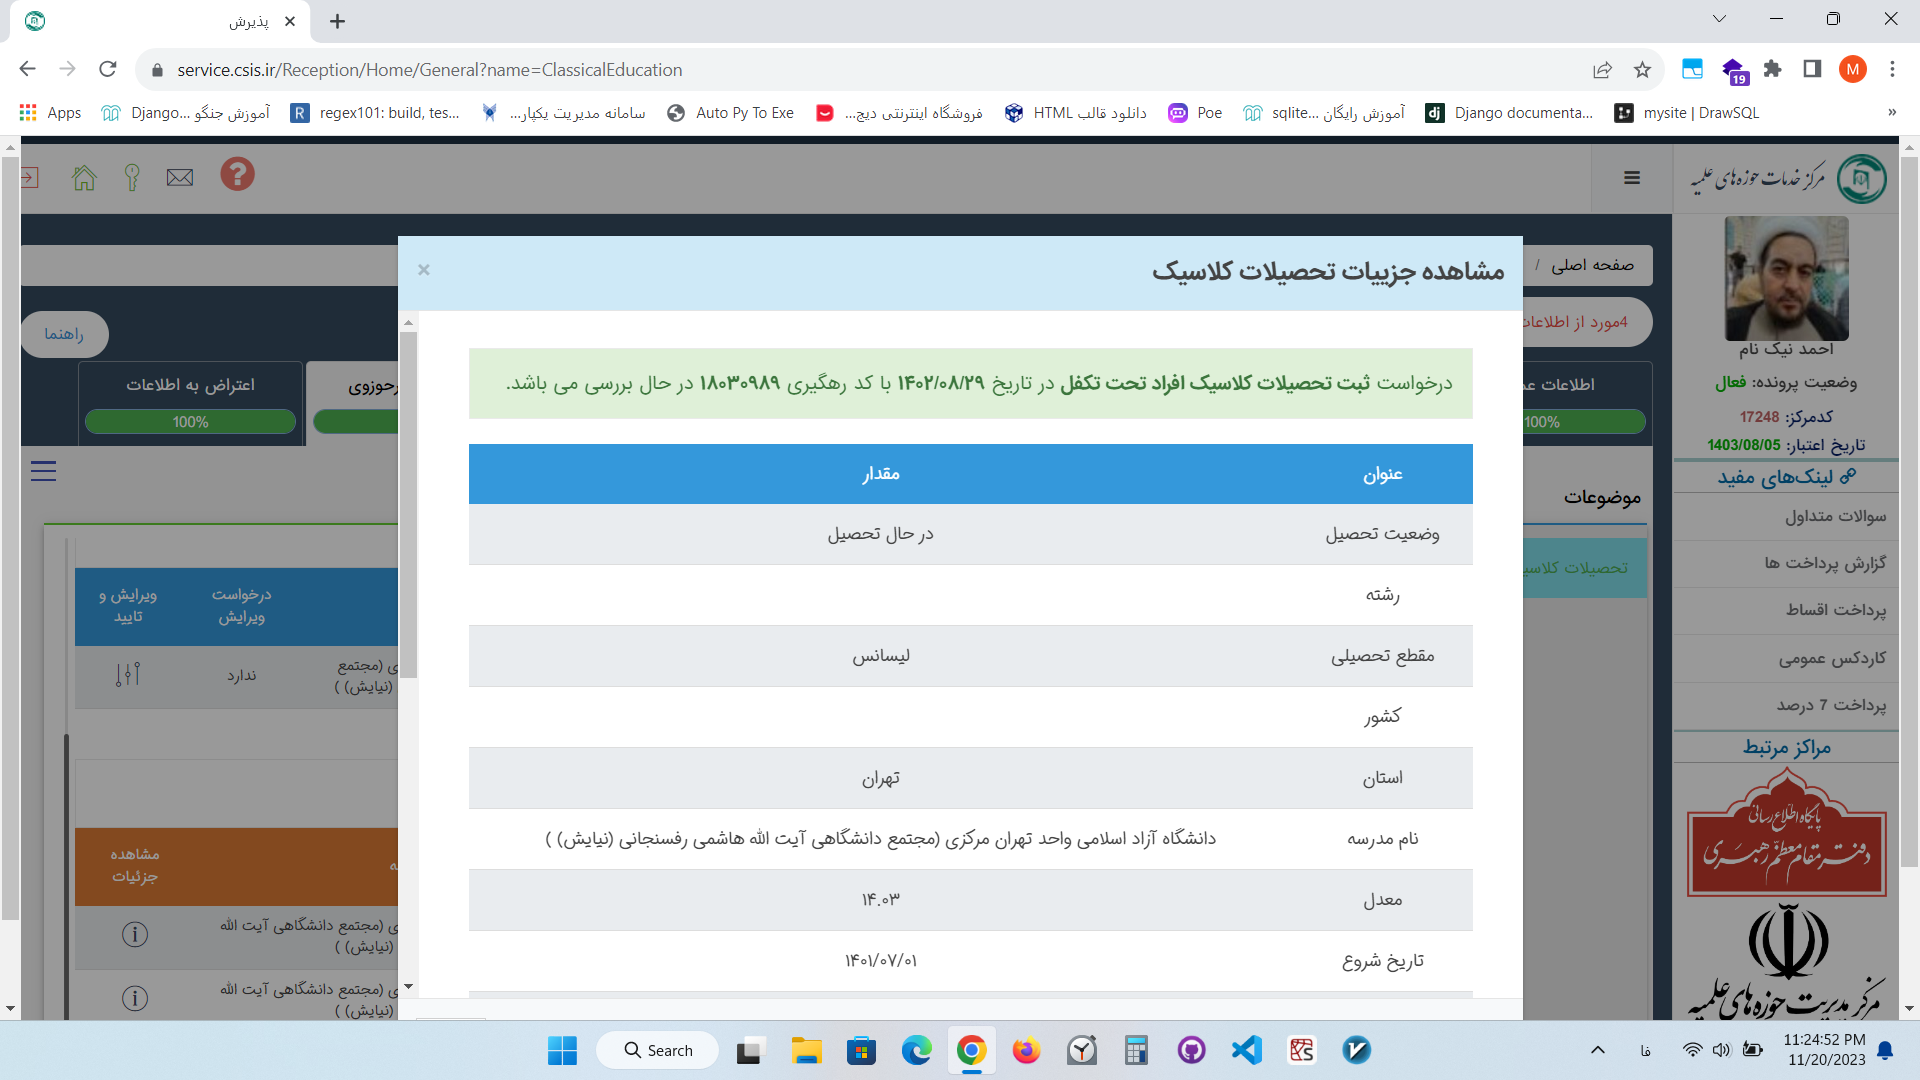 پذیرش
service.csis.ir/Reception/Home/General?name=ClassicalEducation
19
M
Apps
آموزش جنگو ...Django
regex101: build, tes...
سامانه مدیریت یکپار...
Auto Py To Exe
فروشگاه اینترنتی دیج...
دانلود قالب HTML
Poe
آموزش رایگان ...sqlite
Django documenta...
mysite | DrawSQL
»
مرکز خدمات حوزه‌های علمیه
احمد نیک نام
وضعیت پرونده: فعال
کدمرکز: 17248
تاریخ اعتبار: 1403/08/05
لینک‌های مفید
سوالات متداول
گزارش پرداخت ها
پرداخت اقساط
کاردکس عمومی
پرداخت 7 درصد
مراکز مرتبط
پایگاه اطلاع رسانی
دفتر مقام معظم رهبری
مرکز مدیریت حوزه‌های علمیه
صفحه اصلی /
4مورد از اطلاعات
راهنما
اطلاعات عم
100%
رحوزوی
اعتراض به اطلاعات
100%
موضوعات
تحصیلات کلاسی
مشاهده جزییات تحصیلات کلاسیک
×
درخواست ثبت تحصیلات کلاسیک افراد تحت تکفل در تاریخ ۱۴۰۲/۰۸/۲۹ با کد رهگیری ۱۸۰۳۰۹۸۹ در حال بررسی می باشد.
عنوان مقدار
وضعیت تحصیل در حال تحصیل
رشته
مقطع تحصیلی لیسانس
کشور
استان تهران
نام مدرسه دانشگاه آزاد اسلامی واحد تهران مرکزی (مجتمع دانشگاهی آیت الله هاشمی رفسنجانی (نیایش) )
معدل ۱۴.۰۳
تاریخ شروع ۱۴۰۱/۰۷/۰۱
درخواست ویرایش
ویرایش و تایید
ی (مجتمع
(نیایش) )
ندارد
مشاهده جزئیات
ی (مجتمع دانشگاهی آیت الله
(نیایش) )
ی (مجتمع دانشگاهی آیت الله
(نیایش) )
Search
فا
11:24:52 PM
11/20/2023